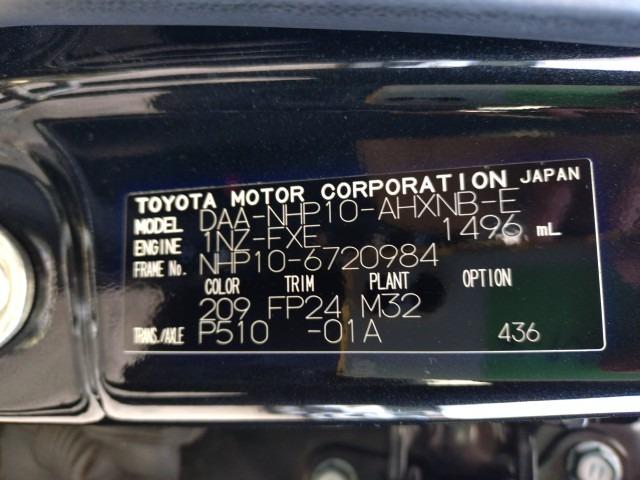 TOYOTA MOTOR CORPORATION JAPAN
MODEL DAA-NHP10-AHXNB-E
ENGINE 1NZ-FXE 1496 mL
FRAME No. NHP10-6720984
COLOR TRIM PLANT OPTION
209 FP24 M32
TRANS./AXLE P510 -01A 436